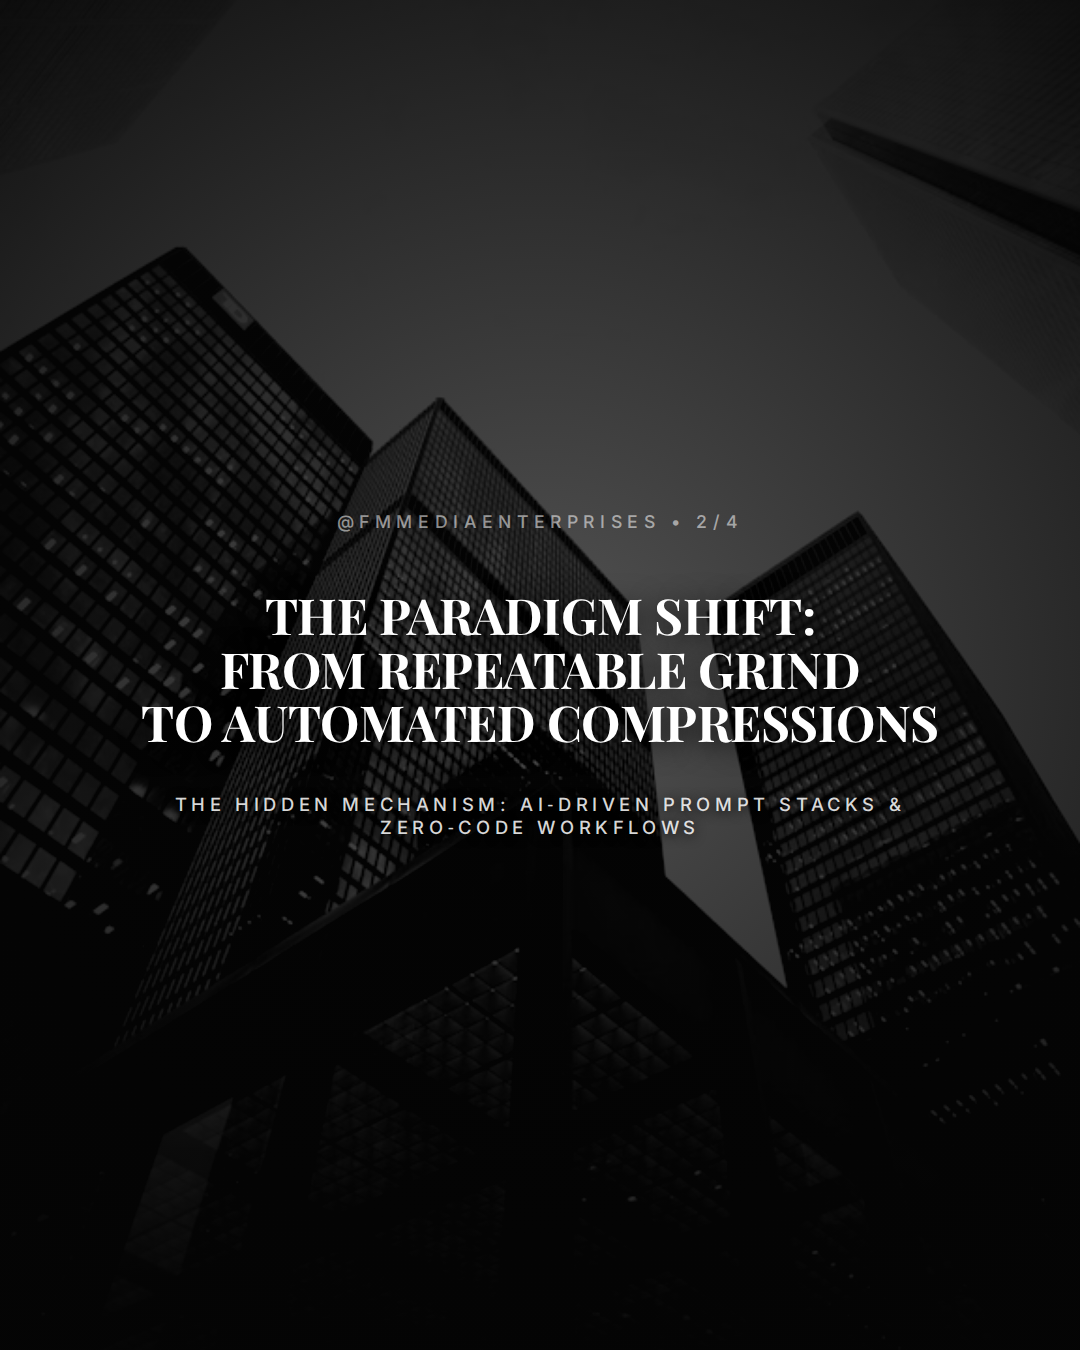 @FMMEDIAENTERPRISES • 2/4
THE PARADIGM SHIFT:
FROM REPEATABLE GRIND
TO AUTOMATED COMPRESSIONS
THE HIDDEN MECHANISM: AI-DRIVEN PROMPT STACKS &
ZERO-CODE WORKFLOWS